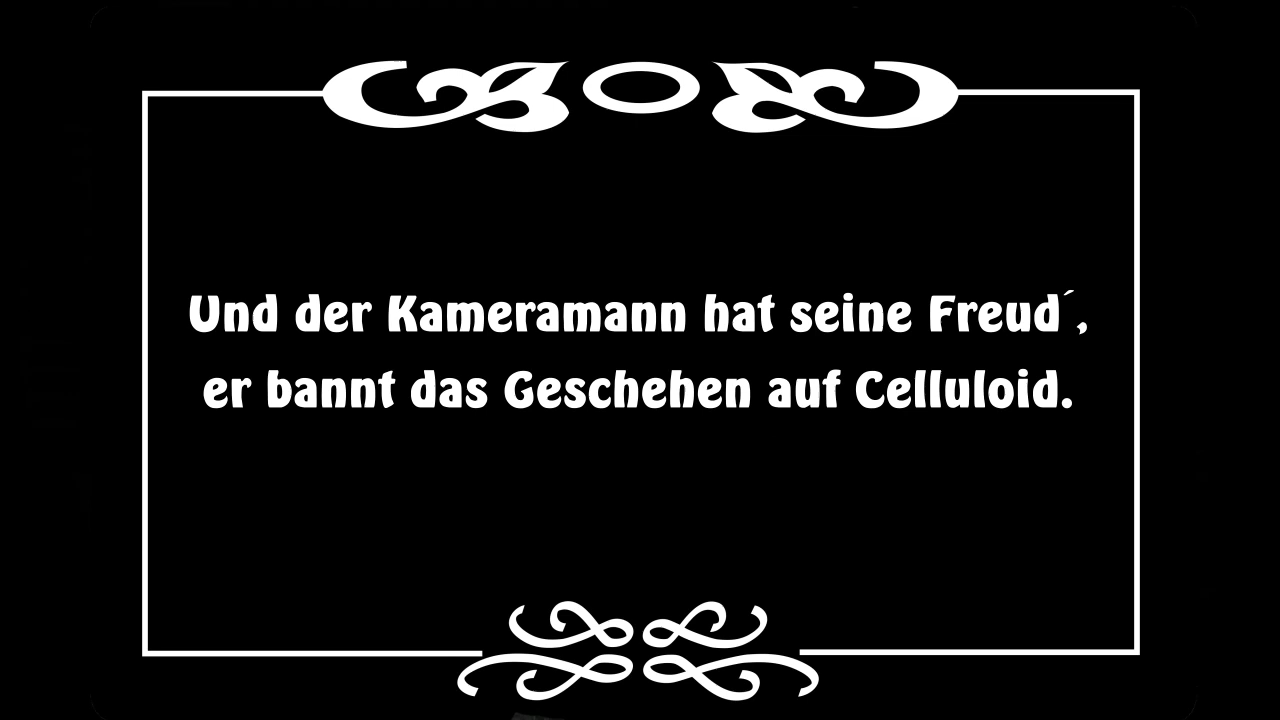 Und der Kameramann hat seine Freud´,
er bannt das Geschehen auf Celluloid.